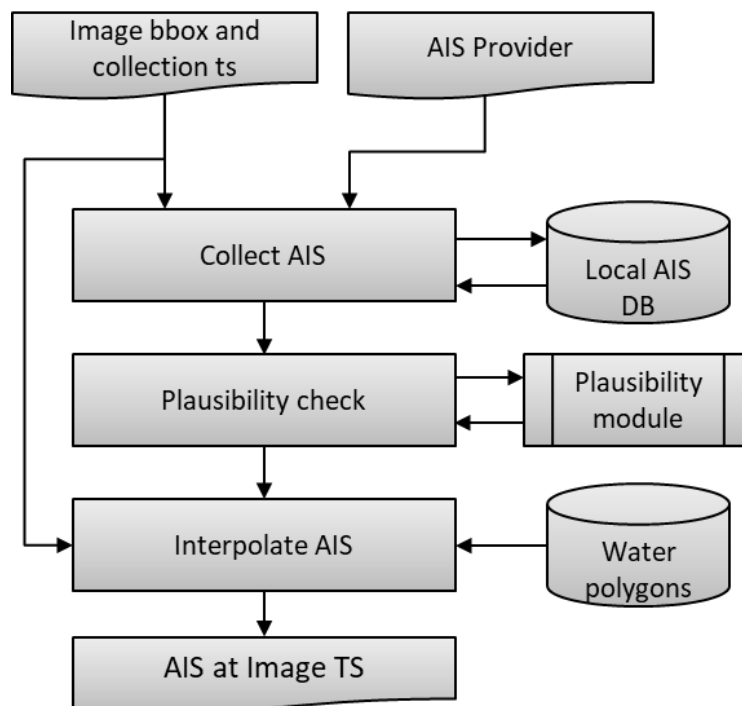 Image bbox and
collection ts
AIS Provider
Collect AIS
Local AIS
DB
Plausibility check
Plausibility
module
Interpolate AIS
Water
polygons
AIS at Image TS